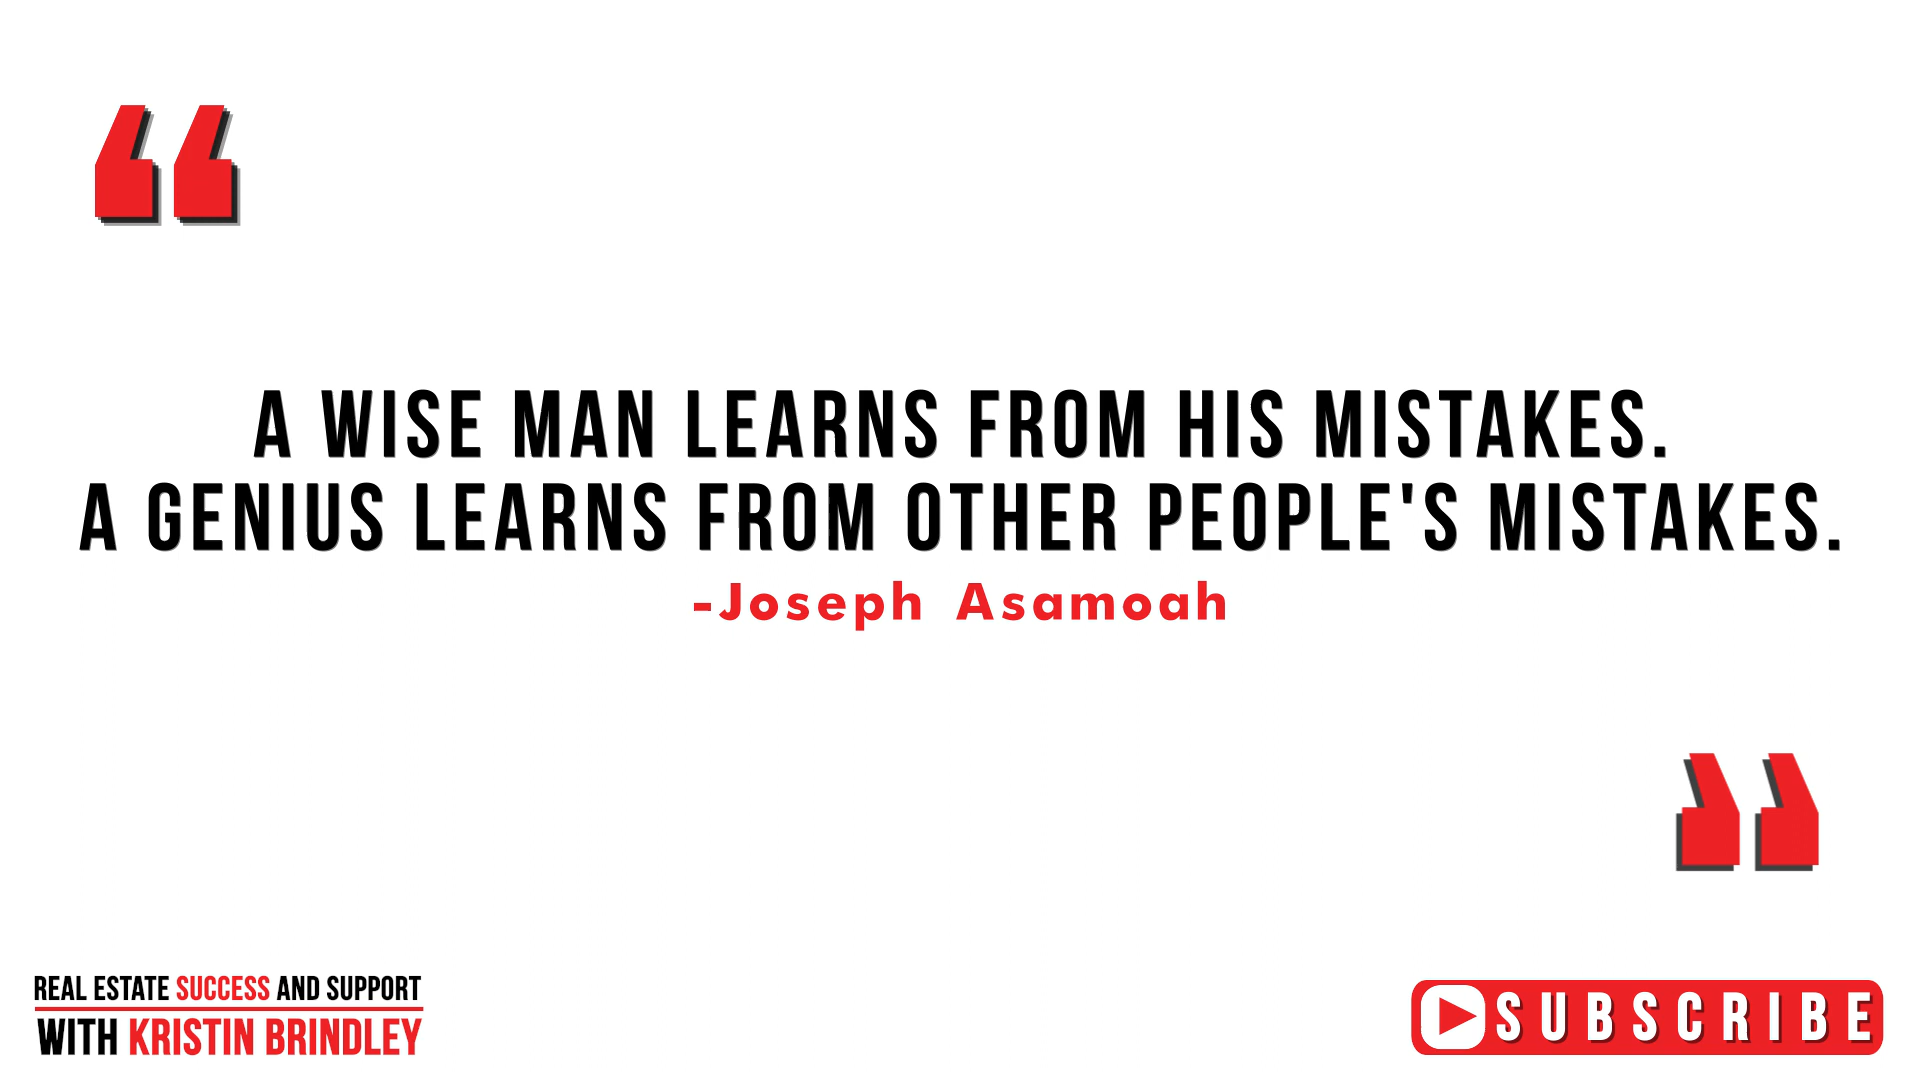 “
A WISE MAN LEARNS FROM HIS MISTAKES.
A GENIUS LEARNS FROM OTHER PEOPLE'S MISTAKES.
-Joseph Asamoah
”
REAL ESTATE SUCCESS AND SUPPORT
WITH KRISTIN BRINDLEY
SUBSCRIBE